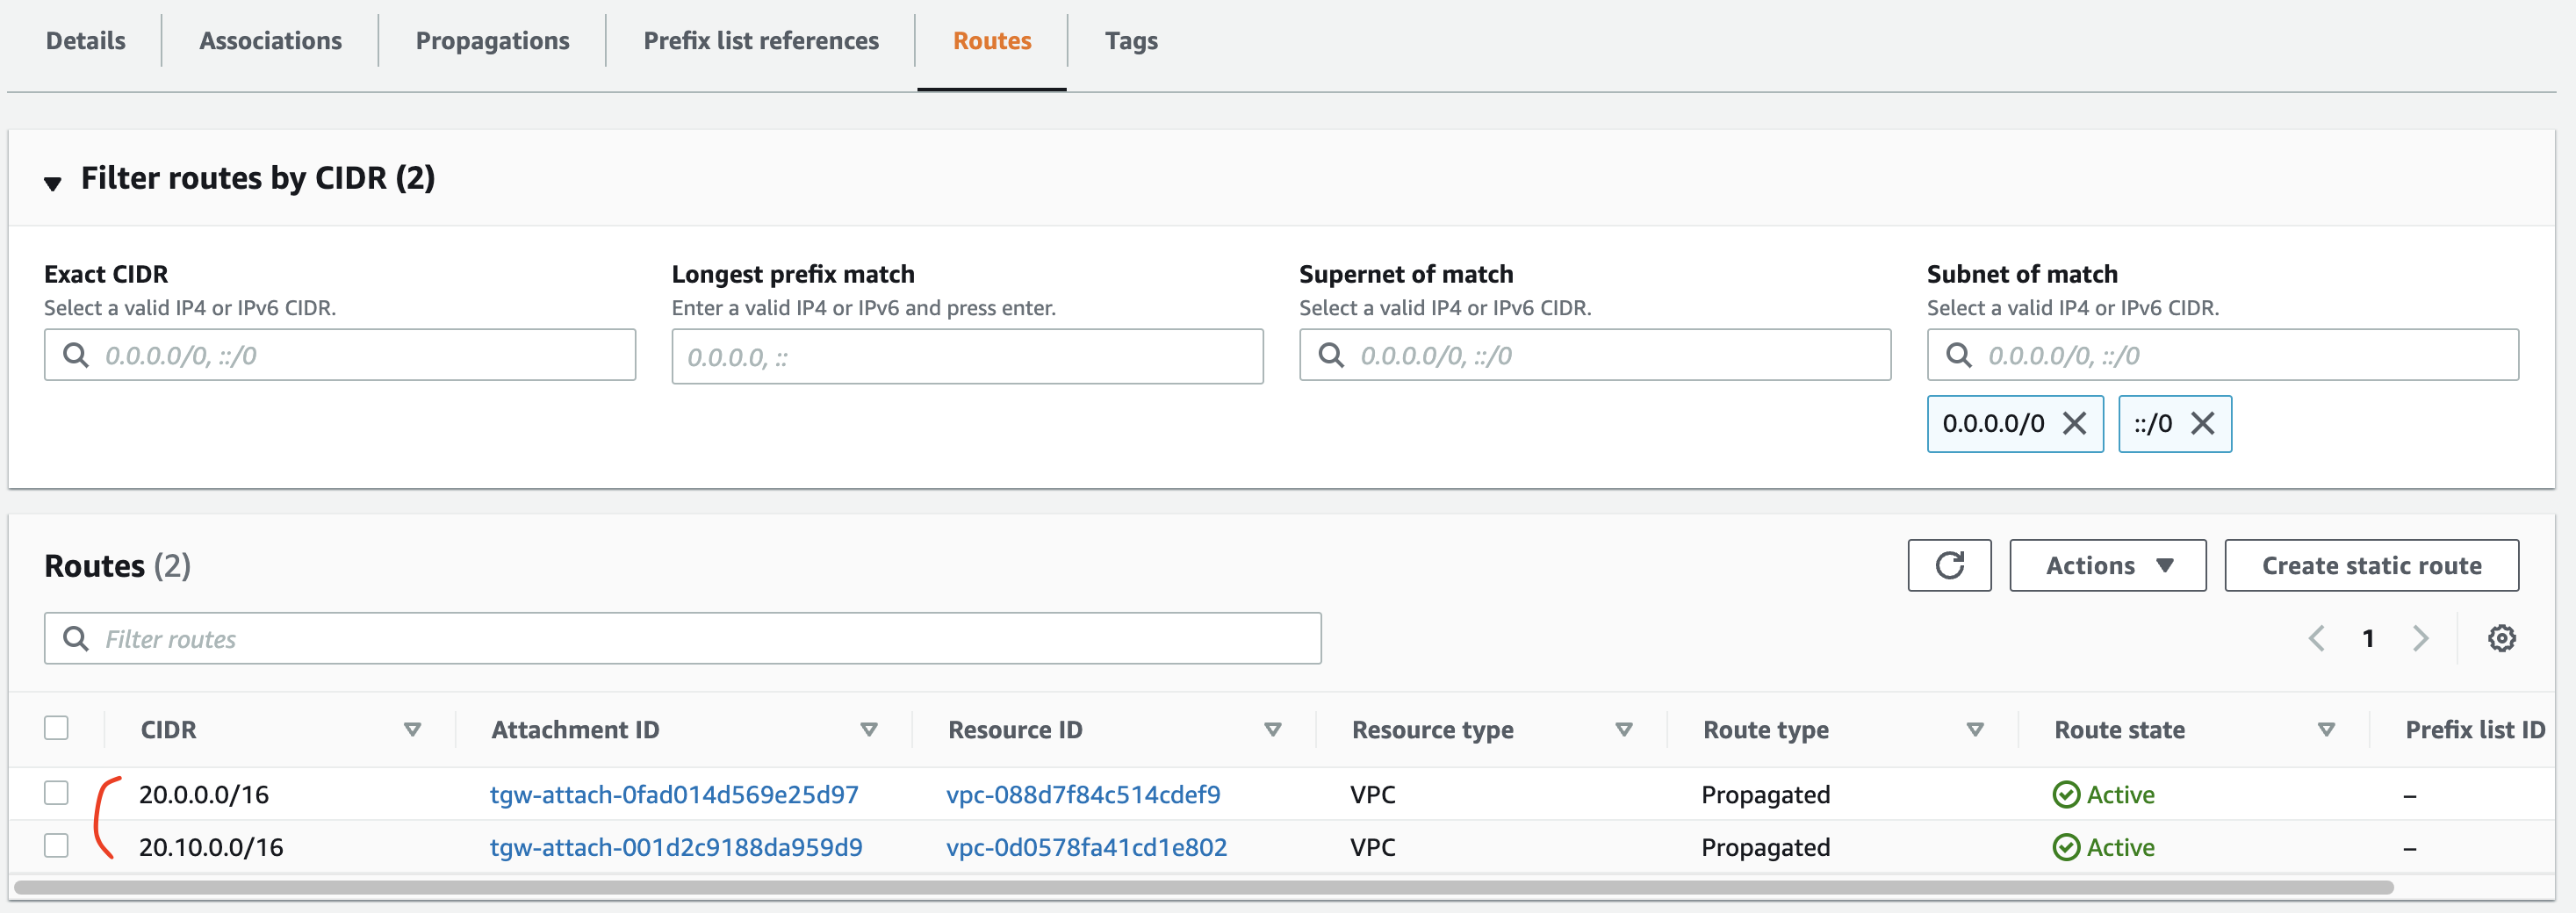 Details Associations Propagations Prefix list references Routes Tags
Filter routes by CIDR (2)
Exact CIDR Longest prefix match Supernet of match Subnet of match
Select a valid IP4 or IPv6 CIDR. Enter a valid IP4 or IPv6 and press enter. Select a valid IP4 or IPv6 CIDR. Select a valid IP4 or IPv6 CIDR.
0.0.0.0/0, ::/0 0.0.0.0, :: 0.0.0.0/0, ::/0 0.0.0.0/0, ::/0
0.0.0.0/0 ::/0
Routes (2) Actions Create static route
Filter routes 1
CIDR Attachment ID Resource ID Resource type Route type Route state Prefix list ID
20.0.0.0/16 tgw-attach-0fad014d569e25d97 vpc-088d7f84c514cdef9 VPC Propagated Active –
20.10.0.0/16 tgw-attach-001d2c9188da959d9 vpc-0d0578fa41cd1e802 VPC Propagated Active –